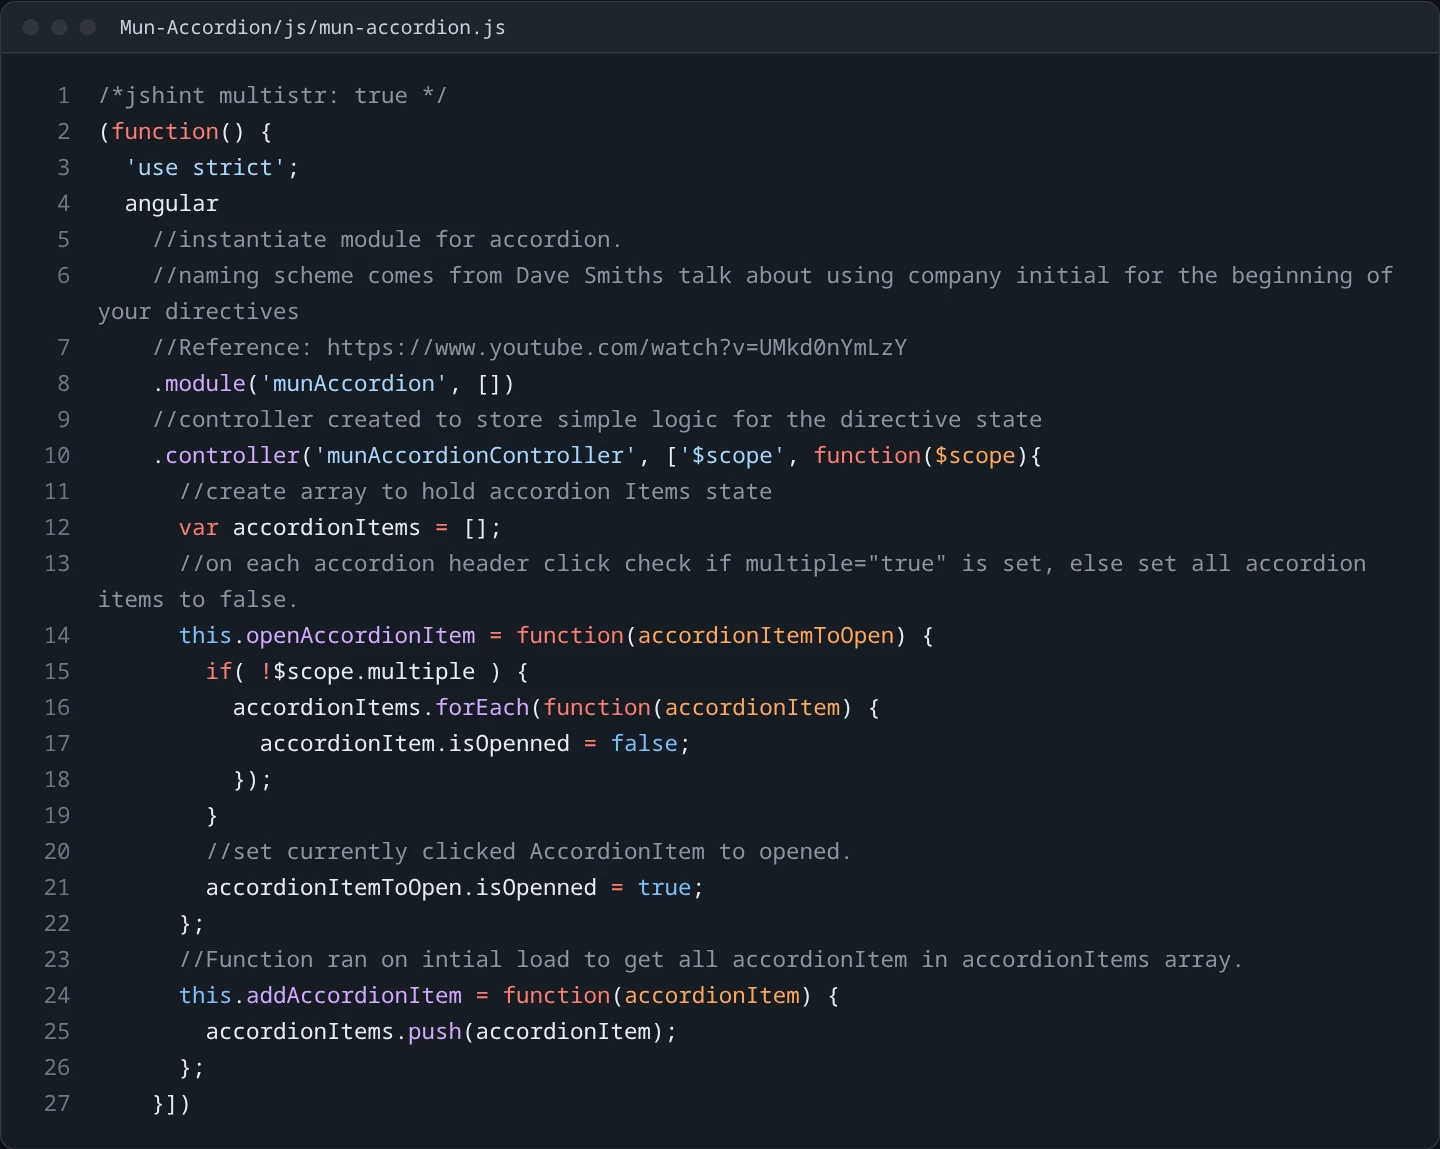 Mun-Accordion/js/mun-accordion.js
1 /*jshint multistr: true */
2 (function() {
3   'use strict';
4   angular
5     //instantiate module for accordion.
6     //naming scheme comes from Dave Smiths talk about using company initial for the beginning of
your directives
7     //Reference: https://www.youtube.com/watch?v=UMkd0nYmLzY
8     .module('munAccordion', [])
9     //controller created to store simple logic for the directive state
10     .controller('munAccordionController', ['$scope', function($scope){
11       //create array to hold accordion Items state
12       var accordionItems = [];
13       //on each accordion header click check if multiple="true" is set, else set all accordion
items to false.
14       this.openAccordionItem = function(accordionItemToOpen) {
15         if( !$scope.multiple ) {
16           accordionItems.forEach(function(accordionItem) {
17             accordionItem.isOpenned = false;
18           });
19         }
20         //set currently clicked AccordionItem to opened.
21         accordionItemToOpen.isOpenned = true;
22       };
23       //Function ran on intial load to get all accordionItem in accordionItems array.
24       this.addAccordionItem = function(accordionItem) {
25         accordionItems.push(accordionItem);
26       };
27     }])